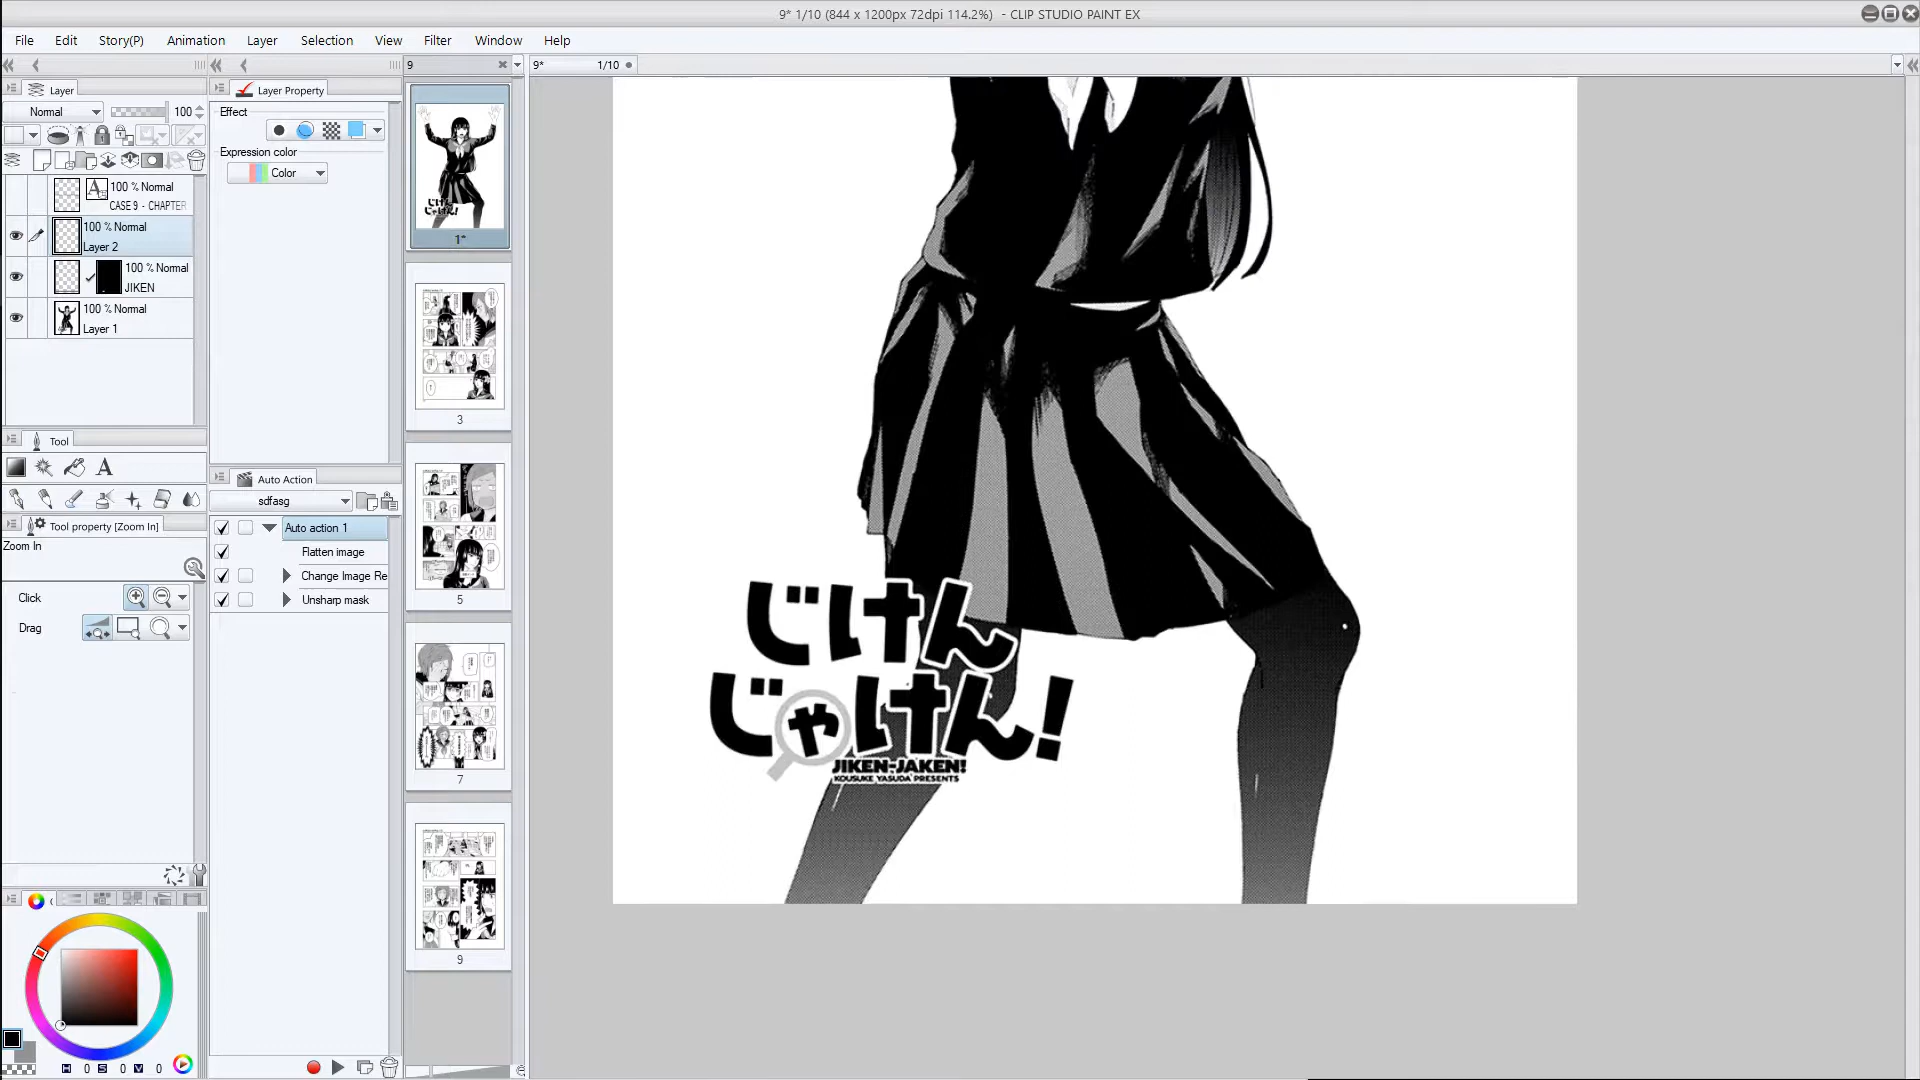 9* 1/10 (844 x 1200px 72dpi 114.2%) - CLIP STUDIO PAINT EX
File Edit Story(P) Animation Layer Selection View Filter Window Help
9
9* 1/10
Layer
Layer Property
Normal 100
Effect
Expression color
Color
100 % Normal
CASE 9 - CHAPTER
100 % Normal
Layer 2
100 % Normal
JIKEN
100 % Normal
Layer 1
1*
3
5
7
9
Tool
A
Tool property [Zoom In]
Zoom In
Click
Drag
Auto Action
sdfasg
Auto action 1
Flatten image
Change Image Re
Unsharp mask
H 0 S 0 V 0
じけん
じゃけん!
JIKEN-JAKEN!
KOUSUKE YASUDA PRESENTS